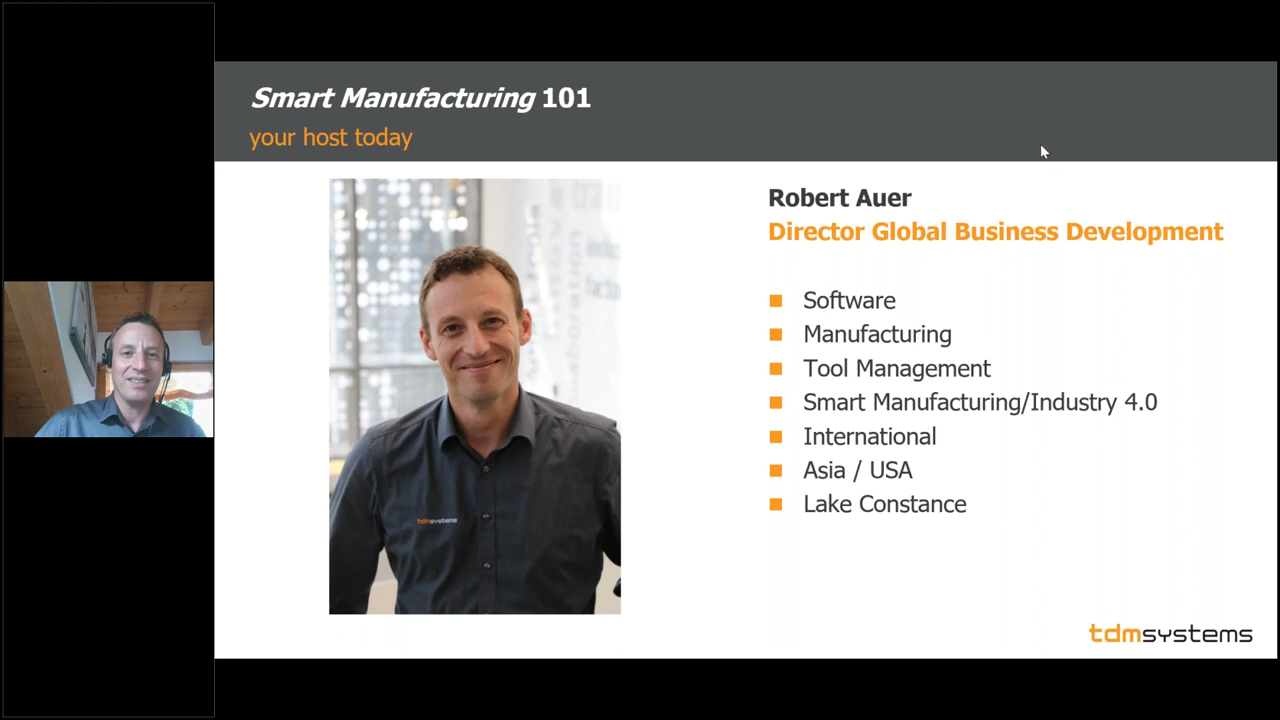 Smart Manufacturing 101
your host today
Robert Auer
Director Global Business Development
Software
Manufacturing
Tool Management
Smart Manufacturing/Industry 4.0
International
Asia / USA
Lake Constance
tdmsystems
tdmsystems